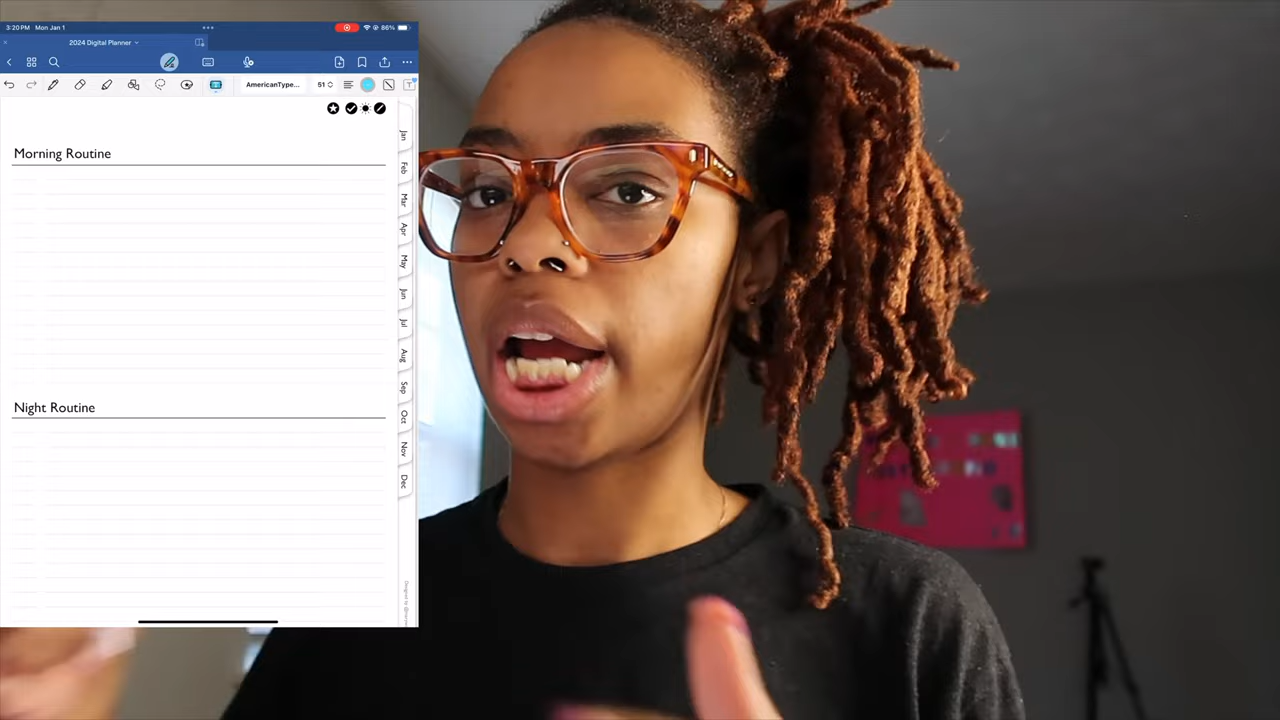 3:20 PM Mon Jan 1
86%
2024 Digital Planner
AmericanType...
51
Jan
Feb
Mar
Apr
May
Jun
Jul
Aug
Sep
Oct
Nov
Dec
Morning Routine
Night Routine